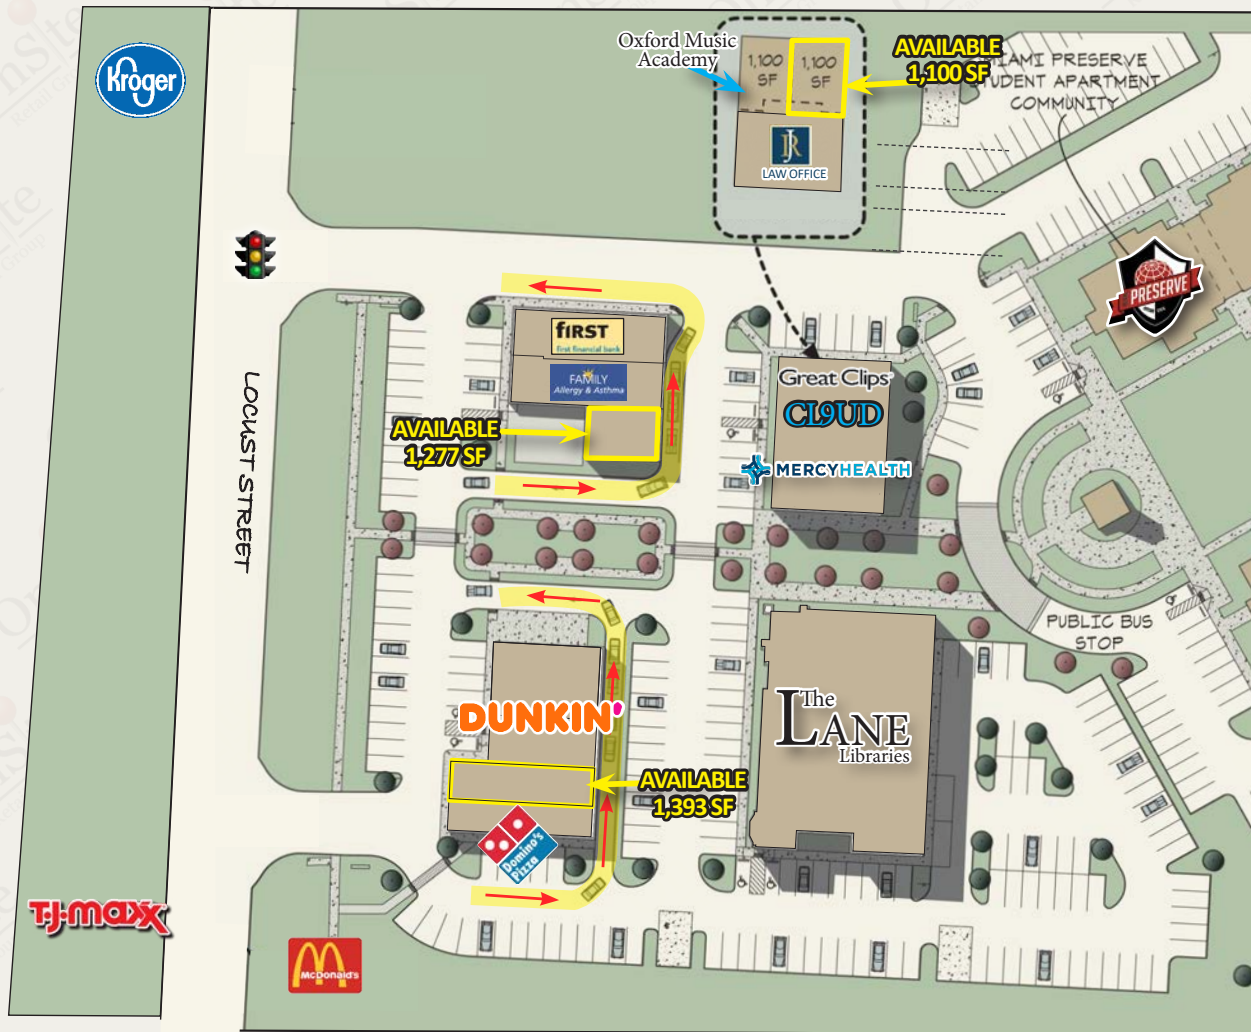 Kroger
Oxford Music
Academy
1,100
SF
1,100
SF
AVAILABLE
1,100 SF
MIAMI PRESERVE
STUDENT APARTMENT
COMMUNITY
JR
LAW OFFICE
PRESERVE
fiRST
first financial bank
FAMILY
Allergy & Asthma
AVAILABLE
1,277 SF
Great Clips
CL9UD
MERCYHEALTH
LOCUST STREET
PUBLIC BUS
STOP
DUNKIN'
The
LANE
Libraries
AVAILABLE
1,393 SF
Domino's
Pizza
T.J.maxx
McDonald's